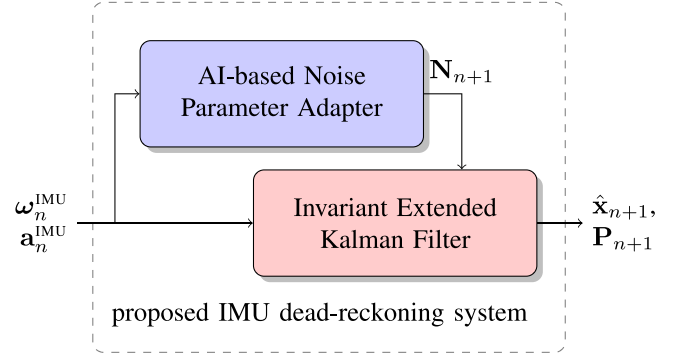 AI-based Noise
Parameter Adapter
N_{n+1}
ω_n^{IMU}
a_n^{IMU}
Invariant Extended
Kalman Filter
x̂_{n+1},
P_{n+1}
proposed IMU dead-reckoning system